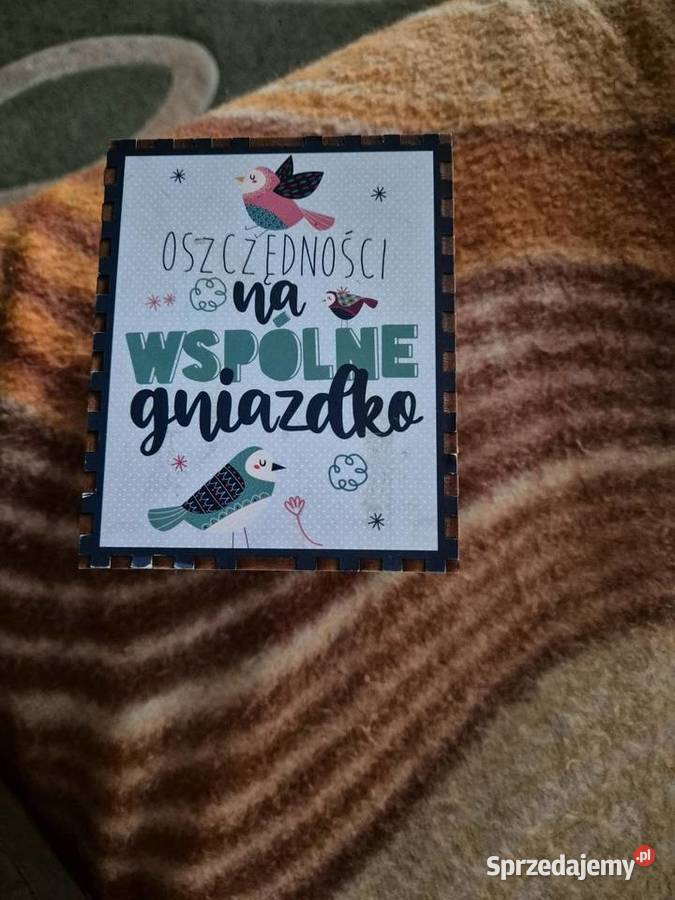 OSZCZĘDNOŚCI
na
WSPÓLNE
gniazdko
Sprzedajemy.pl